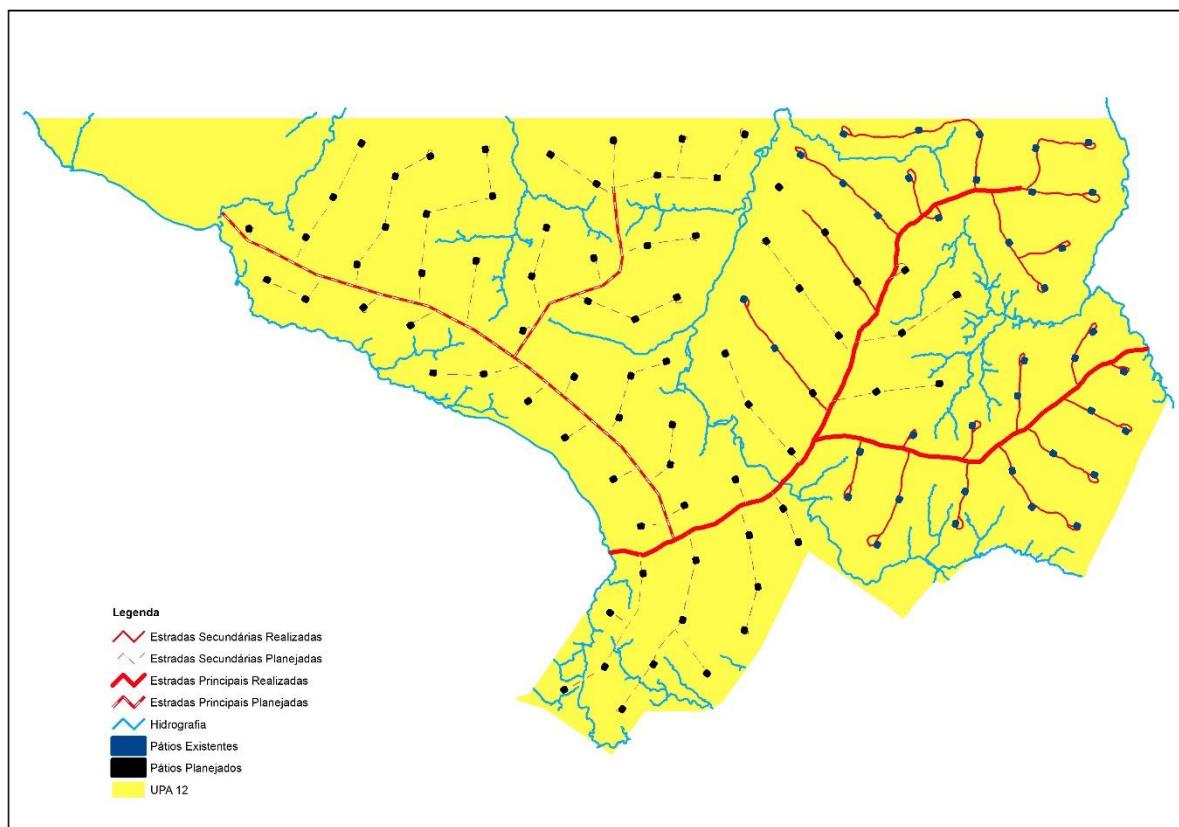 Legenda
Estradas Secundárias Realizadas
Estradas Secundárias Planejadas
Estradas Principais Realizadas
Estradas Principais Planejadas
Hidrografia
Pátios Existentes
Pátios Planejados
UPA 12